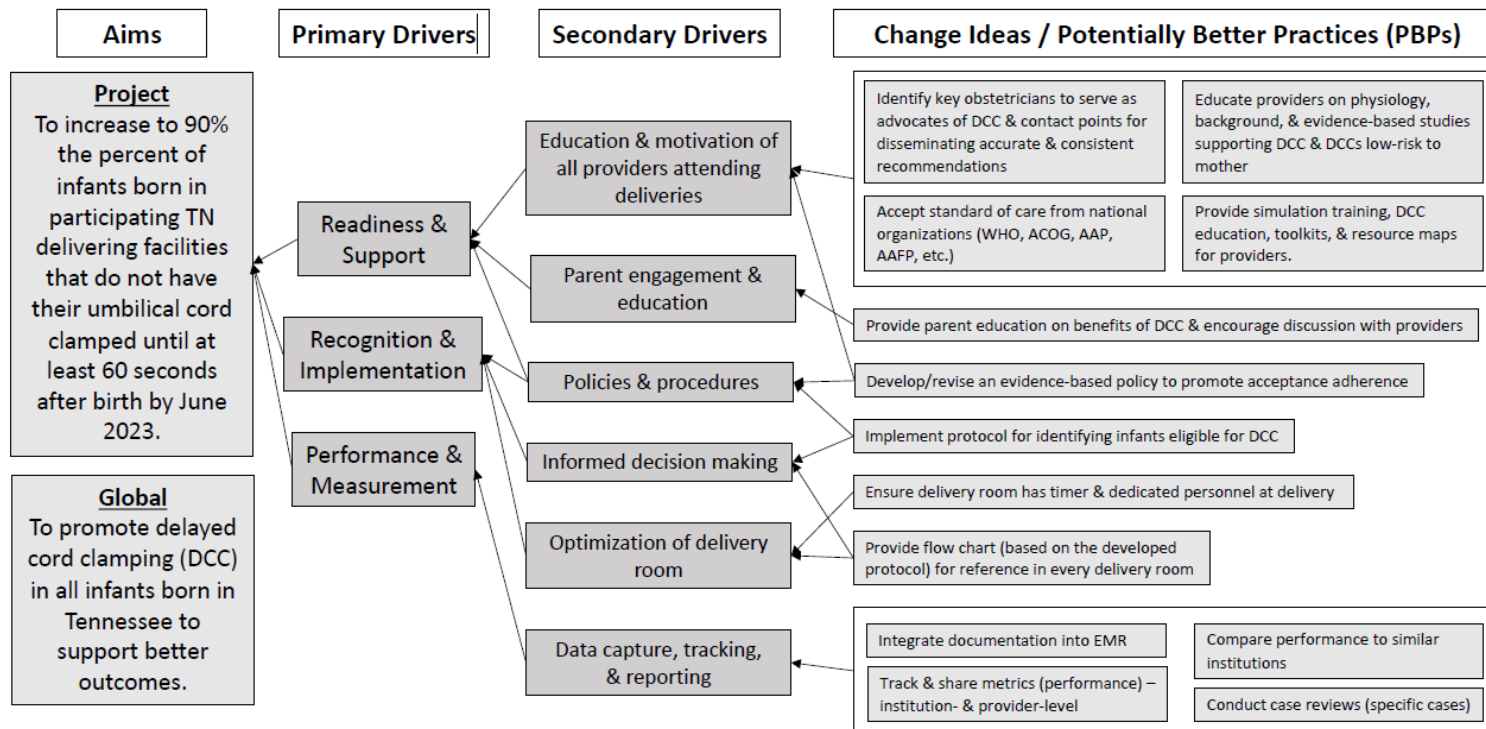 Aims
Primary Drivers
Secondary Drivers
Change Ideas / Potentially Better Practices (PBPs)
Project
To increase to 90%
the percent of
infants born in
participating TN
delivering facilities
that do not have
their umbilical cord
clamped until at
least 60 seconds
after birth by June
2023.
Global
To promote delayed
cord clamping (DCC)
in all infants born in
Tennessee to
support better
outcomes.
Readiness &
Support
Recognition &
Implementation
Performance &
Measurement
Education & motivation of
all providers attending
deliveries
Parent engagement &
education
Policies & procedures
Informed decision making
Optimization of delivery
room
Data capture, tracking,
& reporting
Identify key obstetricians to serve as
advocates of DCC & contact points for
disseminating accurate & consistent
recommendations
Educate providers on physiology,
background, & evidence-based studies
supporting DCC & DCCs low-risk to
mother
Accept standard of care from national
organizations (WHO, ACOG, AAP,
AAFP, etc.)
Provide simulation training, DCC
education, toolkits, & resource maps
for providers.
Provide parent education on benefits of DCC & encourage discussion with providers
Develop/revise an evidence-based policy to promote acceptance adherence
Implement protocol for identifying infants eligible for DCC
Ensure delivery room has timer & dedicated personnel at delivery
Provide flow chart (based on the developed
protocol) for reference in every delivery room
Integrate documentation into EMR
Compare performance to similar
institutions
Track & share metrics (performance) –
institution- & provider-level
Conduct case reviews (specific cases)